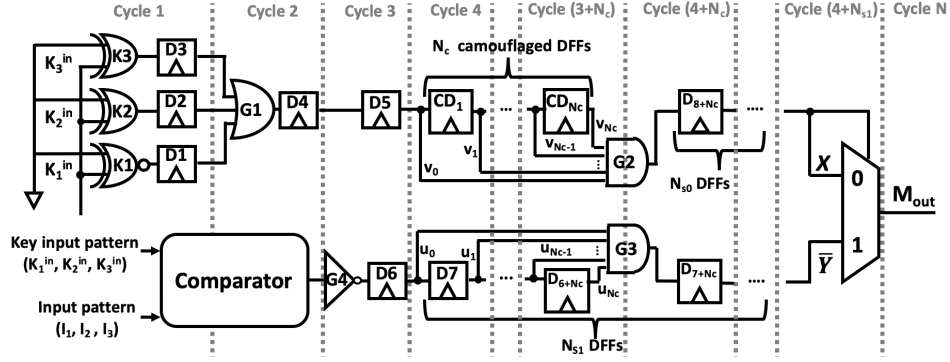 Cycle 1 Cycle 2 Cycle 3 Cycle 4 Cycle (3+Nc) Cycle (4+Nc) Cycle (4+Ns1) Cycle N
K3in K3 D3
Nc camouflaged DFFs
K2in K2 D2 G1 D4 D5 CD1 ... CDNc D8+Nc ....
K1in K1 D1
v0 v1 vNc-1 vNc ... G2
Ns0 DFFs
X 0
Mout
Key input pattern
(K1in, K2in, K3in)
Comparator
G4 D6 u0 D7 u1 ... uNc-1 ... G3
D6+Nc uNc D7+Nc ....
Y 1
Input pattern
(I1, I2 , I3)
NS1 DFFs